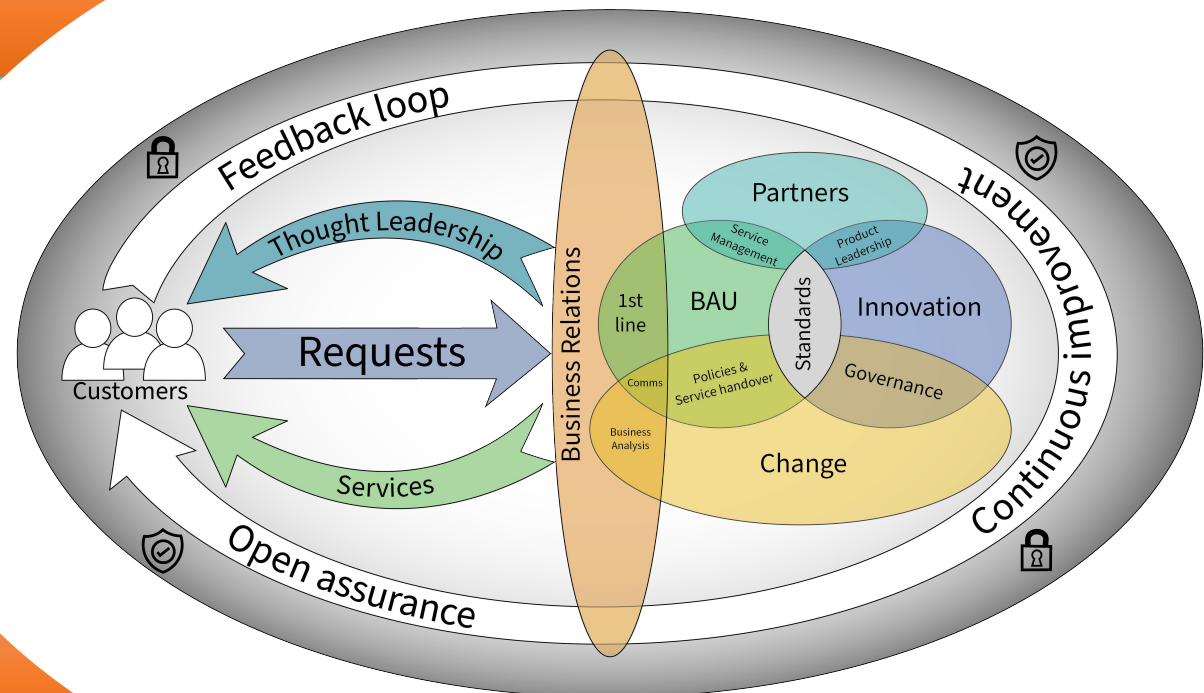 Feedback loop
Continuous improvement
Open assurance
Thought Leadership
Requests
Services
Customers
Business Relations
Partners
Service
Management
Product
Leadership
1st
line
BAU
Standards
Innovation
Comms
Policies &
Service handover
Governance
Business
Analysis
Change